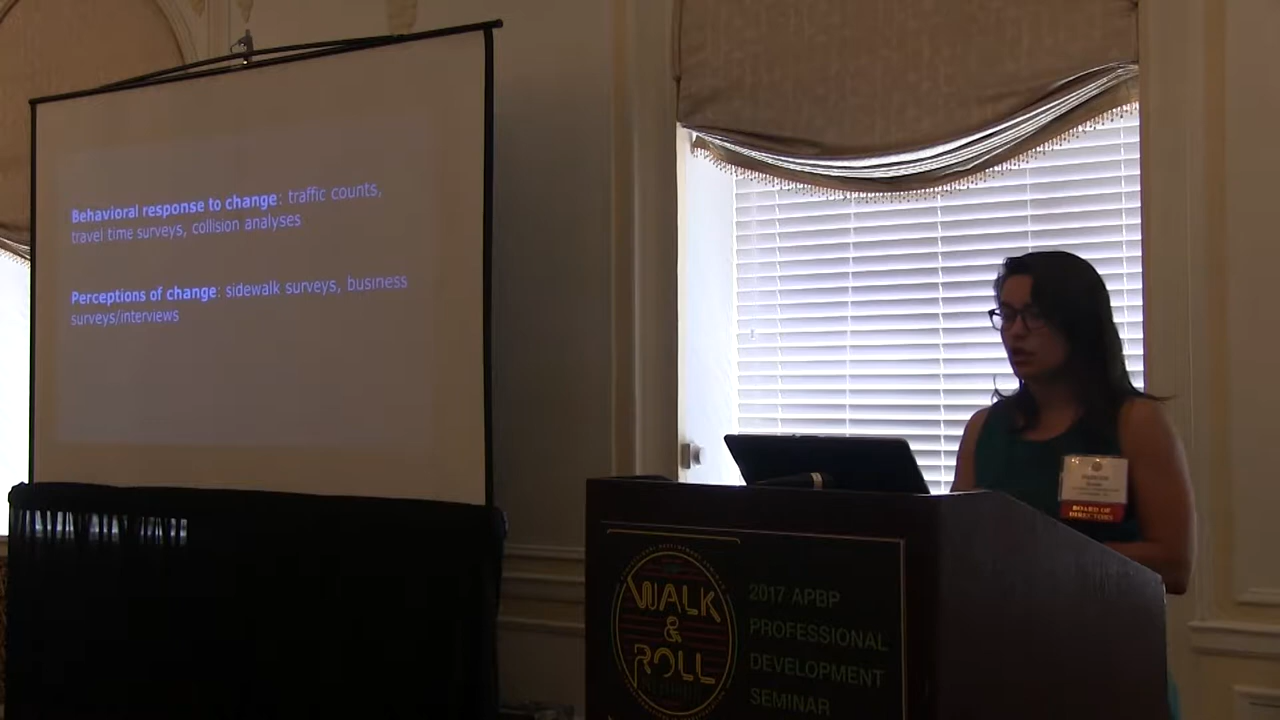 Behavioral response to change: traffic counts,
travel time surveys, collision analyses
Perceptions of change: sidewalk surveys, business
surveys/interviews
BOARD OF
DIRECTORS
WALK
&
ROLL
2017 APBP
PROFESSIONAL
DEVELOPMENT
SEMINAR